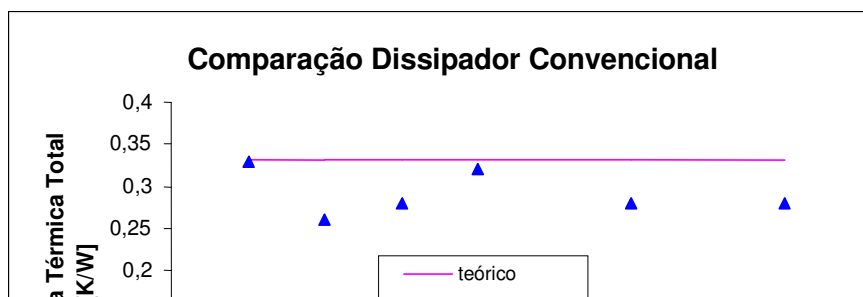 Comparação Dissipador Convencional
0,4
0,35
0,3
0,25
0,2
Térmica Total
[K/W]
teórico